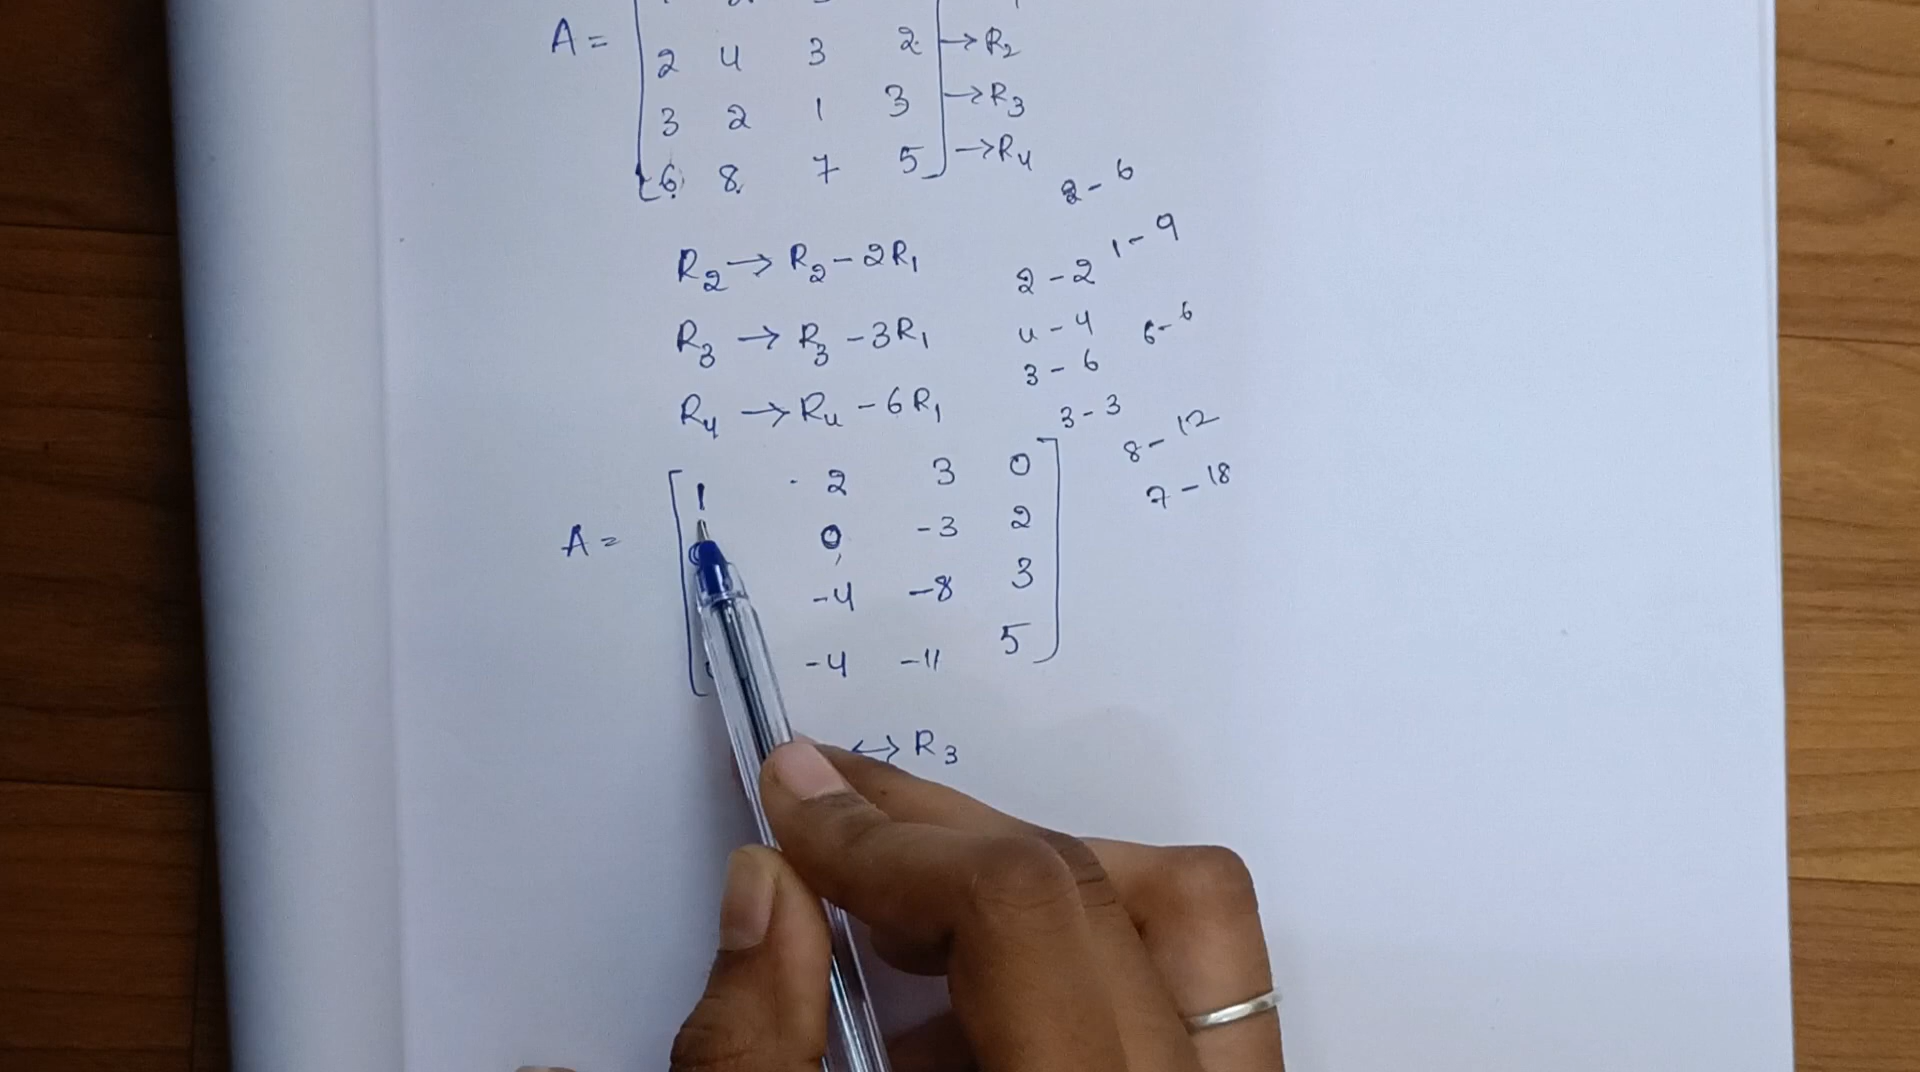 A =
2 4 3 2 → R2
3 2 1 3 → R3
6 8 7 5 → R4
2 - 6
1 - 9
R2 → R2 - 2R1
2 - 2
R3 → R3 - 3R1
4 - 4
6 - 6
3 - 6
R4 → R4 - 6R1
3 - 3
8 - 12
7 - 18
1 2 3 0
A = 0 -3 2
-4 -8 3
-4 -11 5
↔ R3